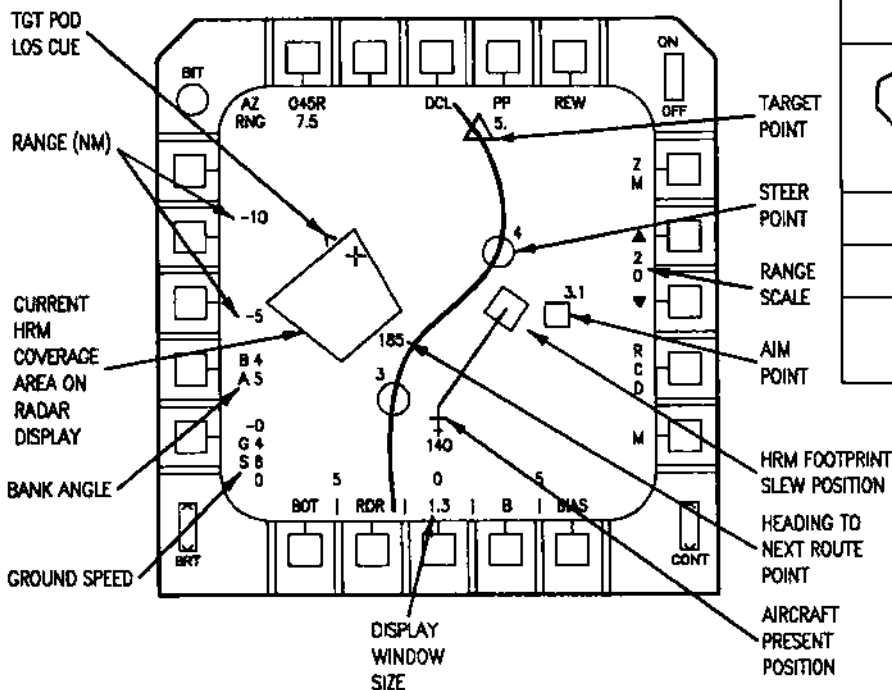 TGT POD
LOS CUE
RANGE (NM)
CURRENT
HRM
COVERAGE
AREA ON
RADAR
DISPLAY
BANK ANGLE
GROUND SPEED
BIT
ON
OFF
AZ 045R DCL PP REW
RNG 7.5
5.
Z
M
-10
4
2
0
-5
3.1
185
B 4
A 5
R
C
D
3
-0
G 4
S 8
0
140
M
5 0 5
BOT RDR 1.3 B BIAS
BRT
CONT
TARGET
POINT
STEER
POINT
RANGE
SCALE
AIM
POINT
HRM FOOTPRINT
SLEW POSITION
HEADING TO
NEXT ROUTE
POINT
AIRCRAFT
PRESENT
POSITION
DISPLAY
WINDOW
SIZE